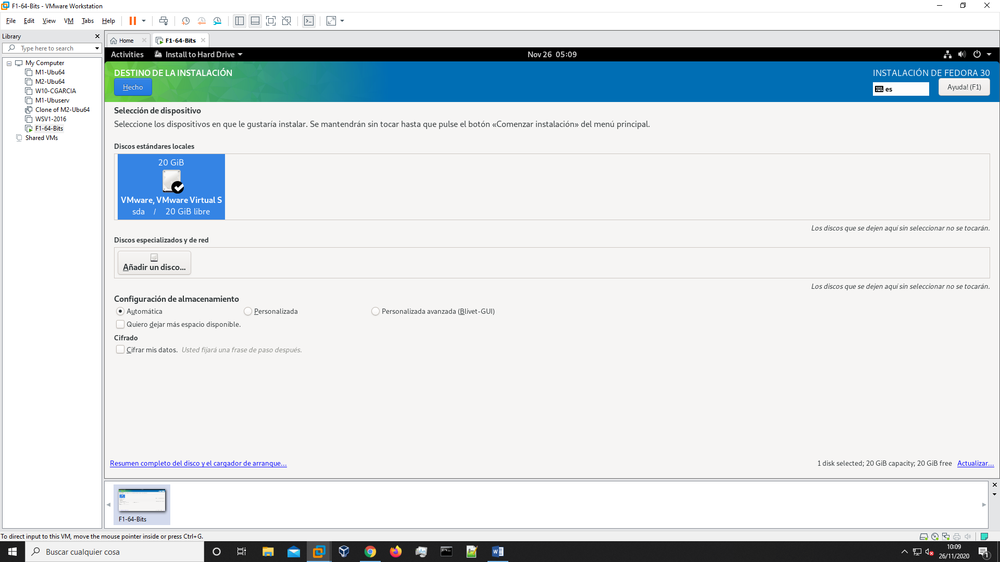 F1-64-Bits - VMware Workstation
File Edit View VM Tabs Help
Library
Type here to search
My Computer
M1-Ubu64
M2-Ubu64
W10-CGARCIA
M1-Ubuserv
Clone of M2-Ubu64
WSV1-2016
F1-64-Bits
Shared VMs
Home
F1-64-Bits
Activities
Install to Hard Drive
Nov 26 05:09
DESTINO DE LA INSTALACIÓN
Hecho
INSTALACIÓN DE FEDORA 30
es
Ayuda! (F1)
Selección de dispositivo
Seleccione los dispositivos en que le gustaría instalar. Se mantendrán sin tocar hasta que pulse el botón «Comenzar instalación» del menú principal.
Discos estándares locales
20 GiB
VMware, VMware Virtual S
sda / 20 GiB libre
Los discos que se dejen aquí sin seleccionar no se tocarán.
Discos especializados y de red
Añadir un disco...
Los discos que se dejen aquí sin seleccionar no se tocarán.
Configuración de almacenamiento
Automática
Personalizada
Personalizada avanzada (Blivet-GUI)
Quiero dejar más espacio disponible.
Cifrado
Cifrar mis datos. Usted fijará una frase de paso después.
Resumen completo del disco y el cargador de arranque...
1 disk selected; 20 GiB capacity; 20 GiB free
Actualizar...
F1-64-Bits
To direct input to this VM, move the mouse pointer inside or press Ctrl+G.
Buscar cualquier cosa
10:09
26/11/2020
1